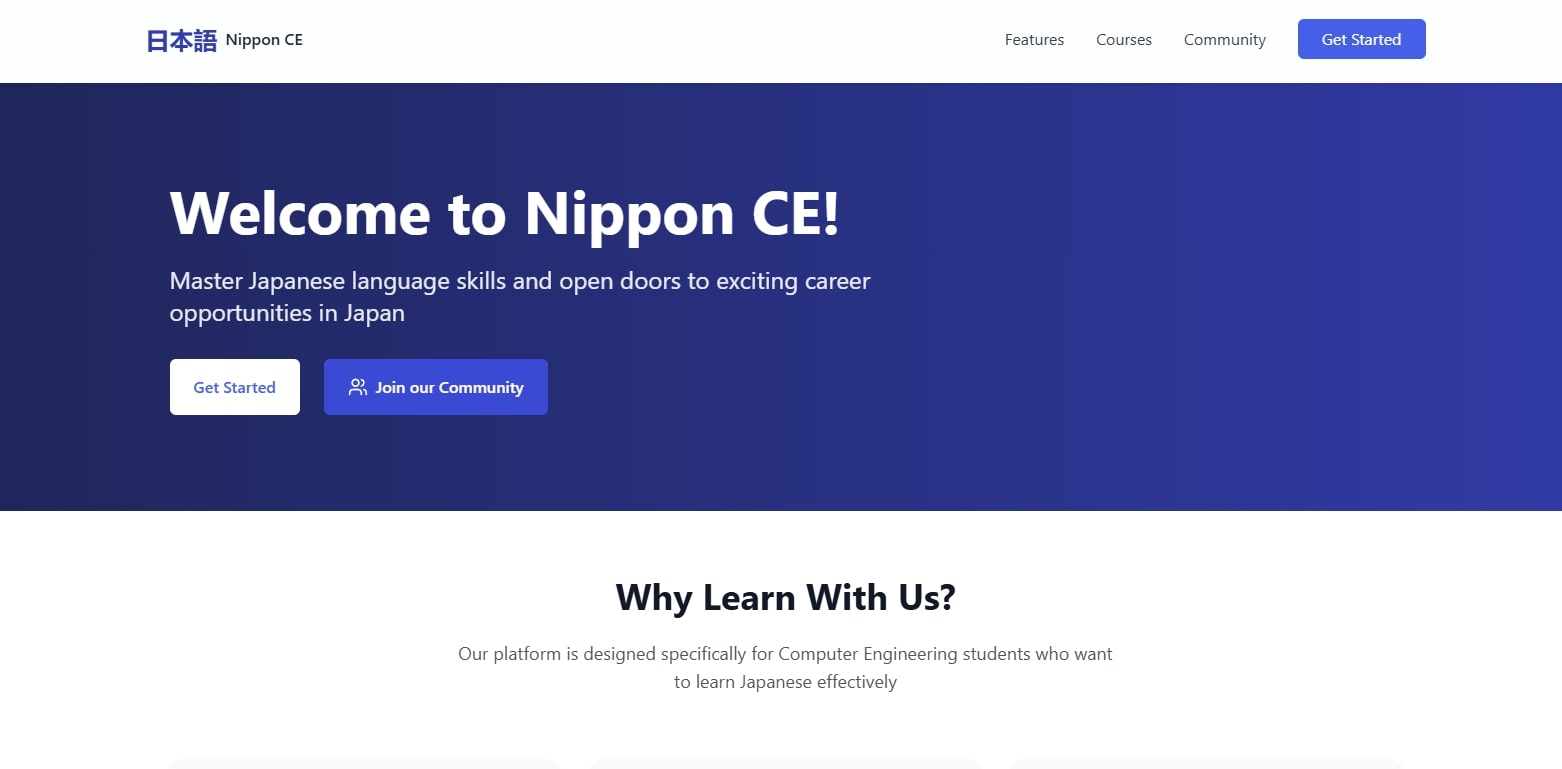 日本語 Nippon CE
Features
Courses
Community
Get Started
Welcome to Nippon CE!
Master Japanese language skills and open doors to exciting career
opportunities in Japan
Get Started
Join our Community
Why Learn With Us?
Our platform is designed specifically for Computer Engineering students who want
to learn Japanese effectively